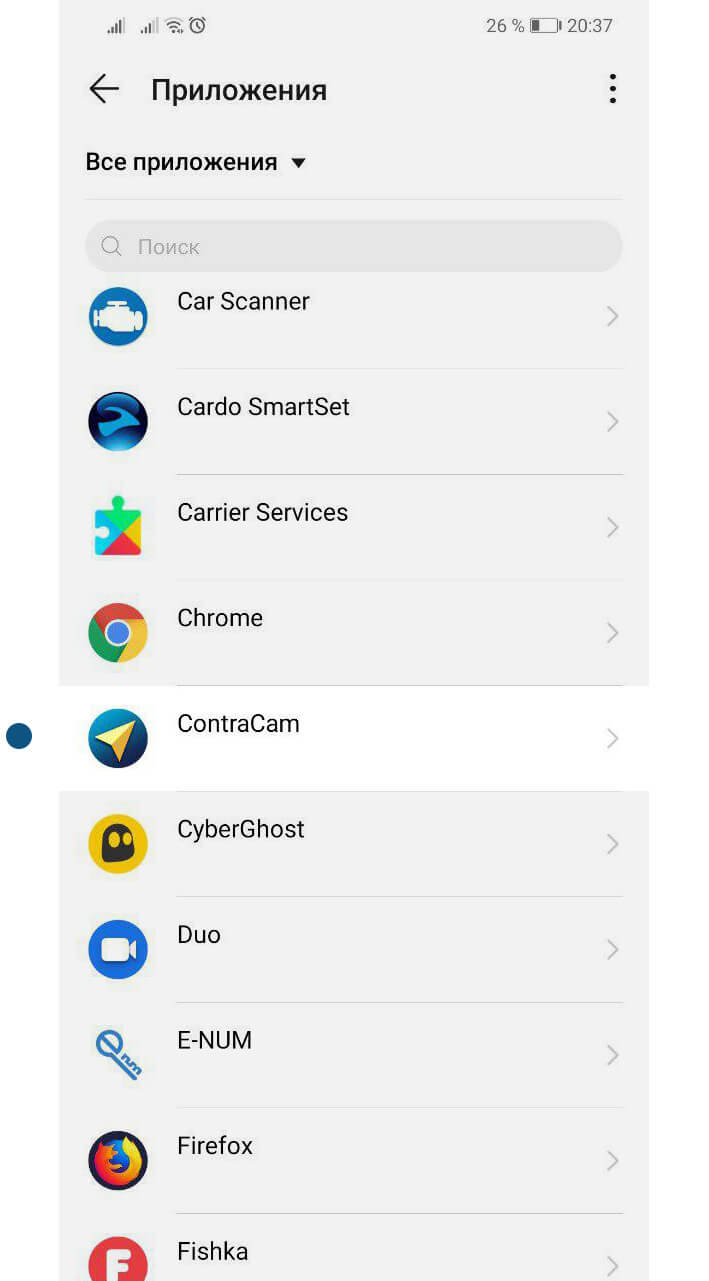 26 % 20:37
Приложения
Все приложения
Поиск
Car Scanner
Cardo SmartSet
Carrier Services
Chrome
ContraCam
CyberGhost
Duo
E-NUM
num
Firefox
Fishka
F